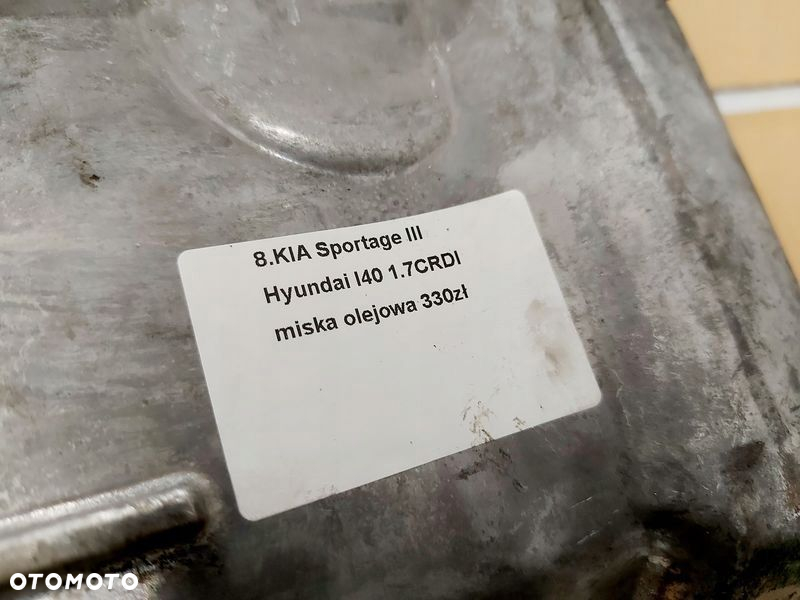 8.KIA Sportage III
Hyundai I40 1.7CRDI
miska olejowa 330zł
OTOMOTO